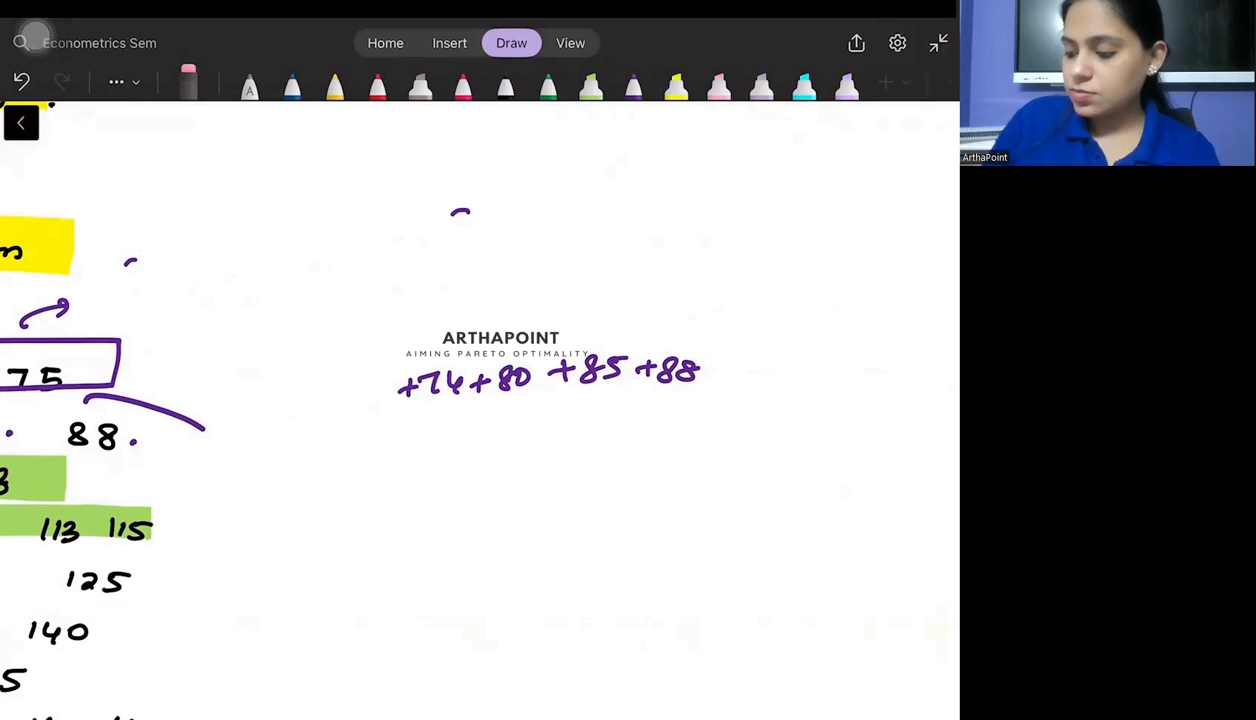 Econometrics Sem
Home Insert Draw View
A
ArthaPoint
m
ARTHAPOINT
AIMING PARETO OPTIMALITY
75
+74+80 +85 +88
88
113 115
125
140
5